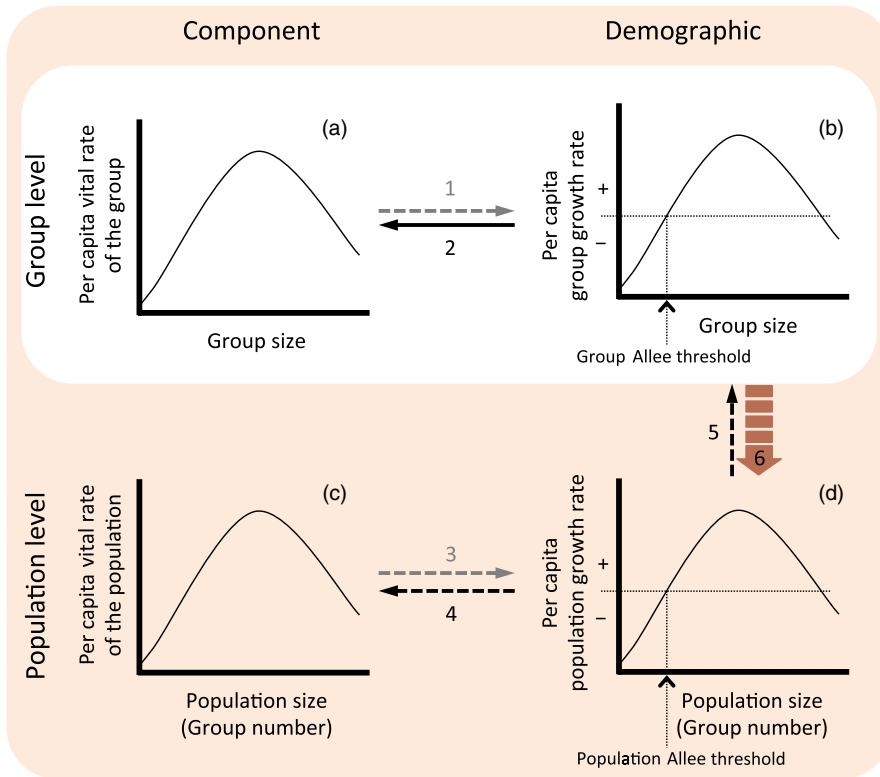 Component
Demographic
Group level
Per capita vital rate
of the group
(a)
Group size
1
2
Per capita
group growth rate
+
−
(b)
Group size
Group Allee threshold
5
6
Population level
Per capita vital rate
of the population
(c)
Population size
(Group number)
3
4
Per capita
population growth rate
+
−
(d)
Population size
(Group number)
Population Allee threshold